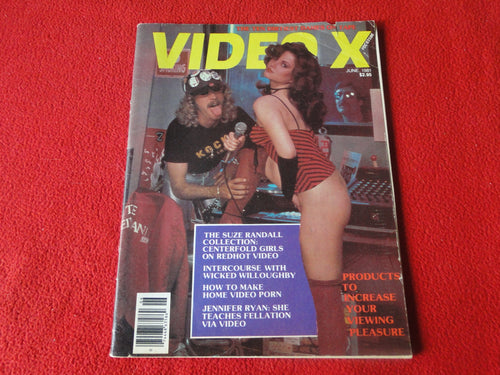 VIDEO X
JUNE, 1981
$3.95
THE SUZE RANDALL
COLLECTION:
CENTERFOLD GIRLS
ON REDHOT VIDEO
INTERCOURSE WITH
WICKED WILLOUGHBY
HOW TO MAKE
HOME VIDEO PORN
JENNIFER RYAN: SHE
TEACHES FELLATION
VIA VIDEO
PRODUCTS
TO
INCREASE
YOUR
VIEWING
PLEASURE